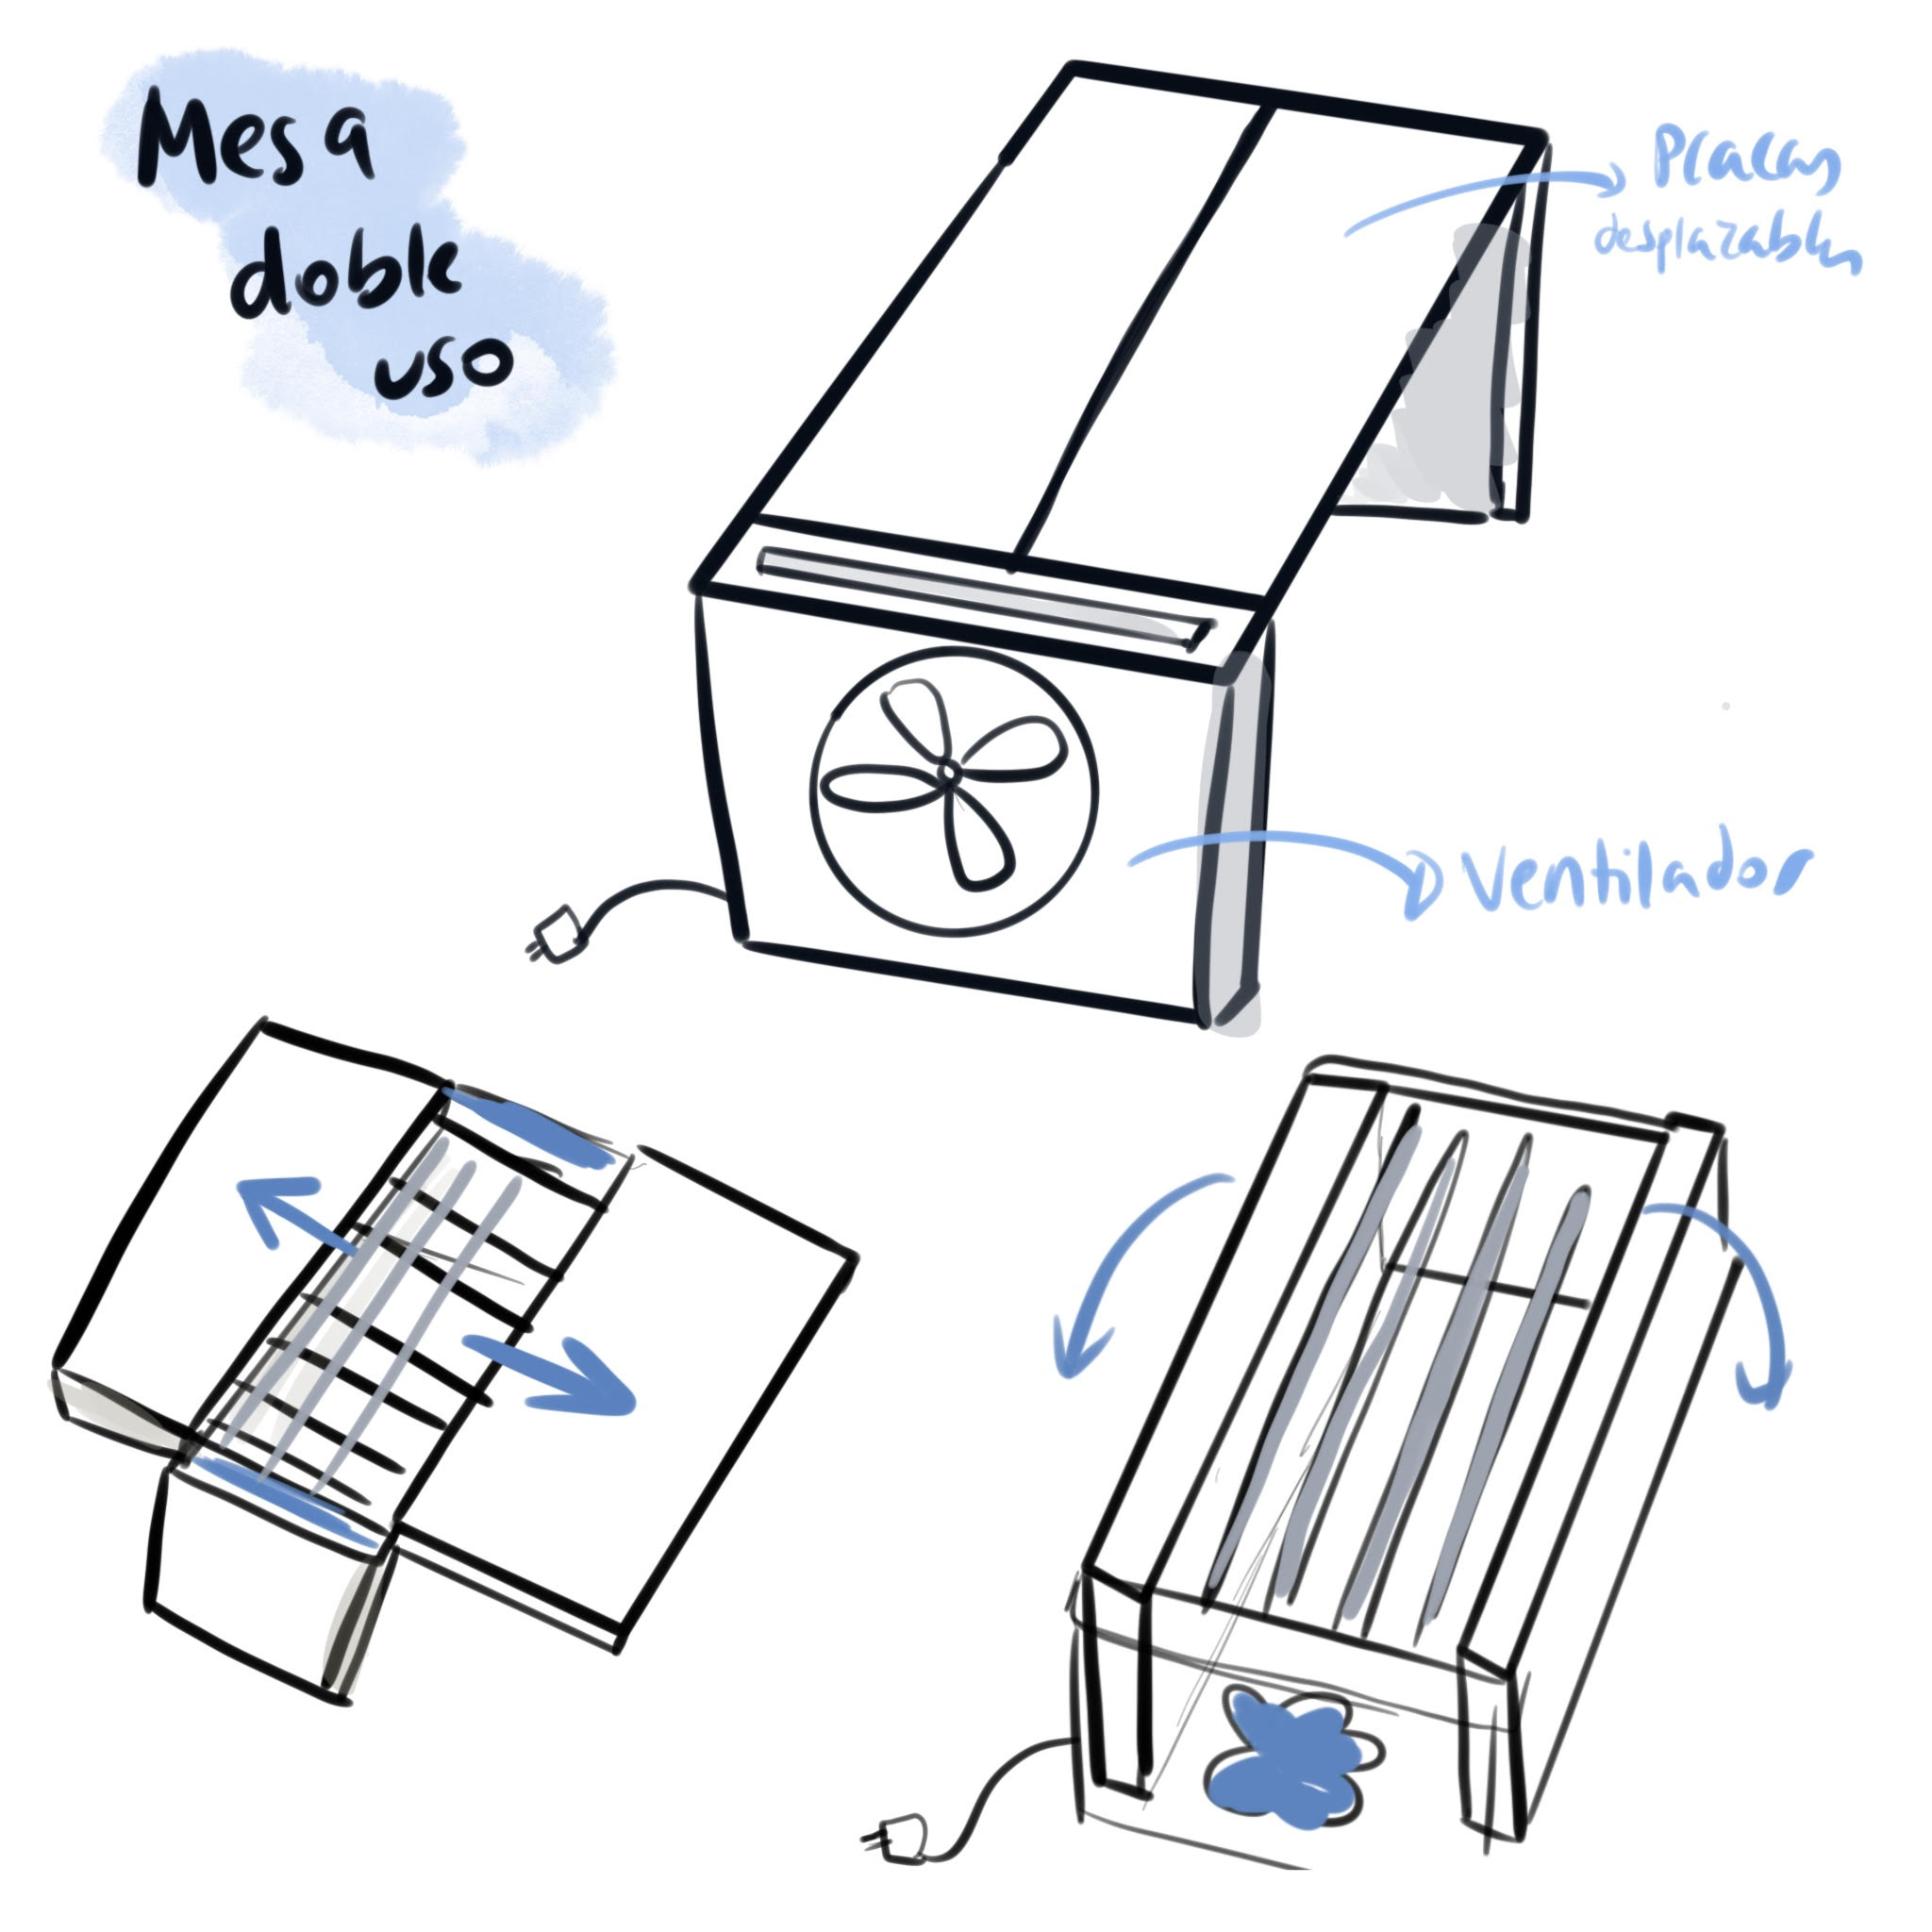 Mesa
doble
uso
Placas
desplazables
Ventilador